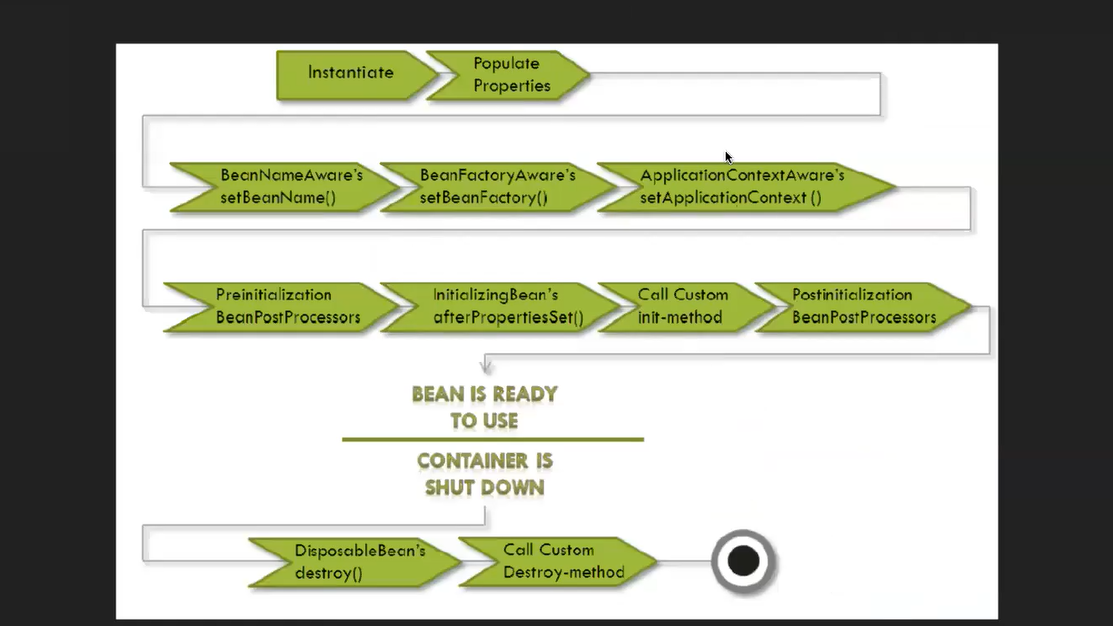 Instantiate
Populate
Properties
BeanNameAware's
setBeanName()
BeanFactoryAware's
setBeanFactory()
ApplicationContextAware's
setApplicationContext ()
Preinitialization
BeanPostProcessors
InitializingBean's
afterPropertiesSet()
Call Custom
init-method
Postinitialization
BeanPostProcessors
BEAN IS READY
TO USE
CONTAINER IS
SHUT DOWN
DisposableBean's
destroy()
Call Custom
Destroy-method